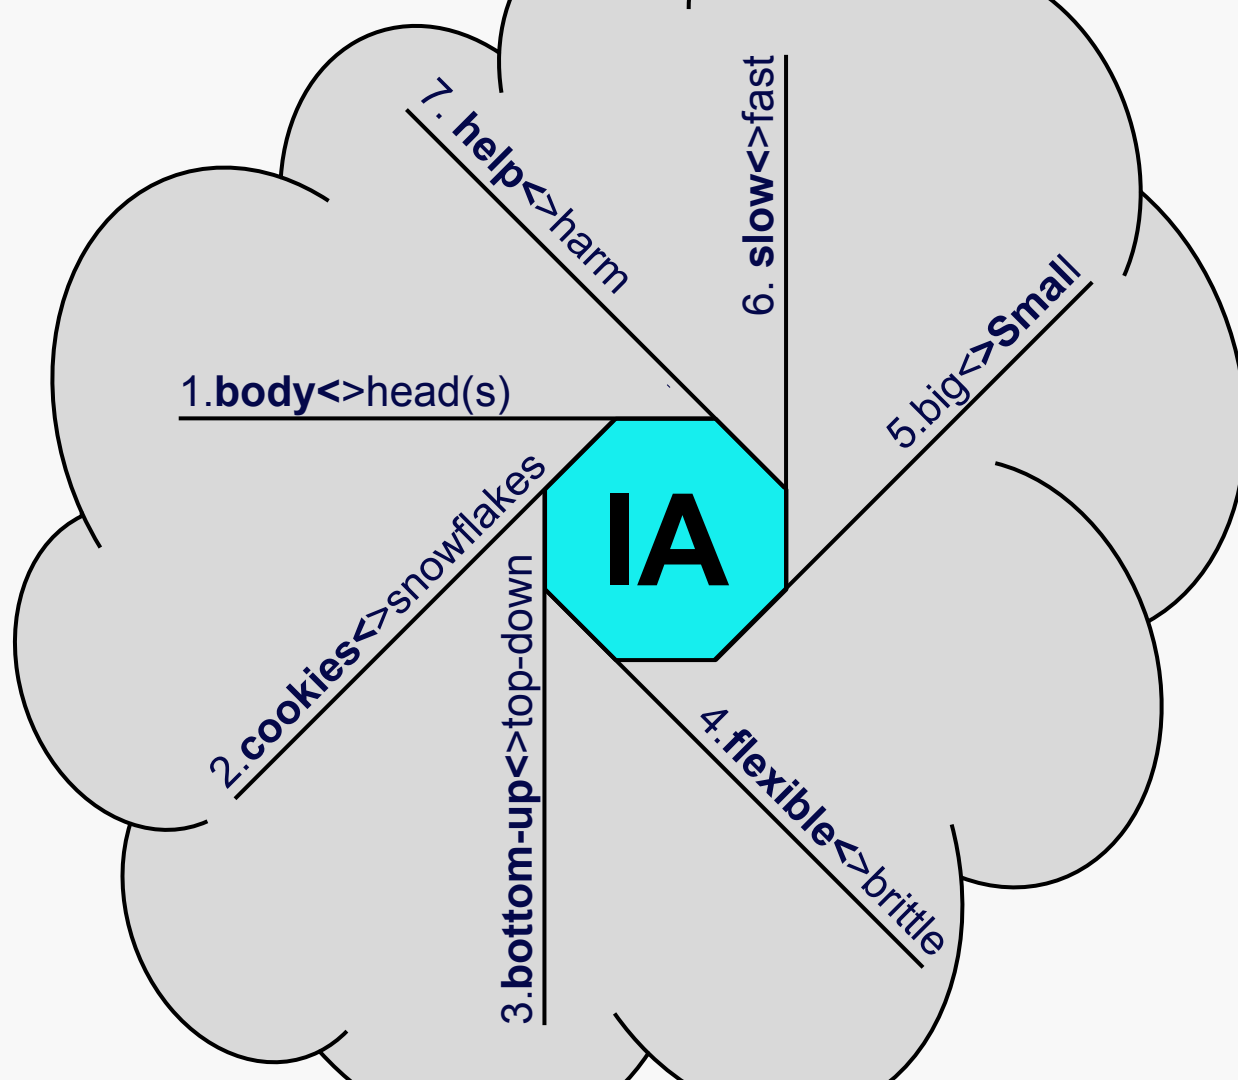 1.body<>head(s)
2.cookies<>snowflakes
3.bottom-up<>top-down
4.flexible<>brittle
5.big<>Small
6. slow<>fast
7. help<>harm
IA